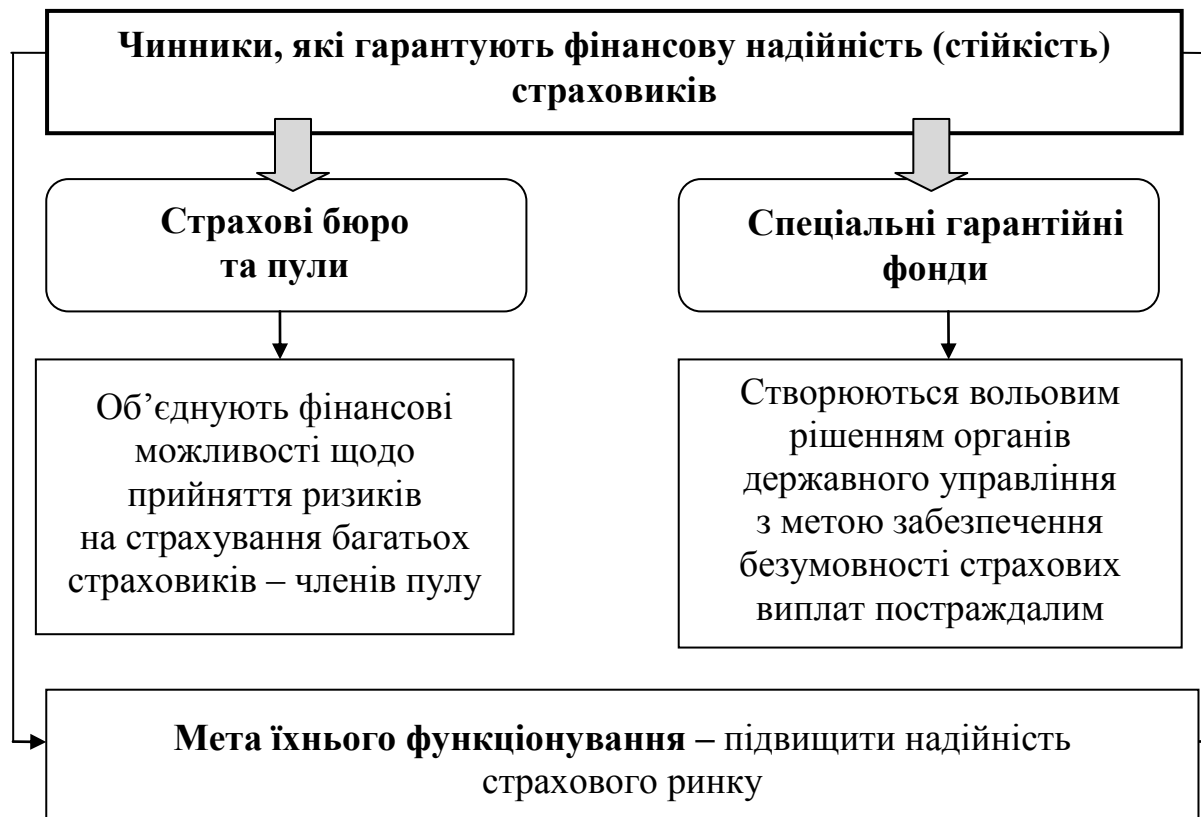 Чинники, які гарантують фінансову надійність (стійкість)
страховиків
Страхові бюро
та пули
Спеціальні гарантійні
фонди
Об’єднують фінансові
можливості щодо
прийняття ризиків
на страхування багатьох
страховиків – членів пулу
Створюються вольовим
рішенням органів
державного управління
з метою забезпечення
безумовності страхових
виплат постраждалим
Мета їхнього функціонування – підвищити надійність
страхового ринку